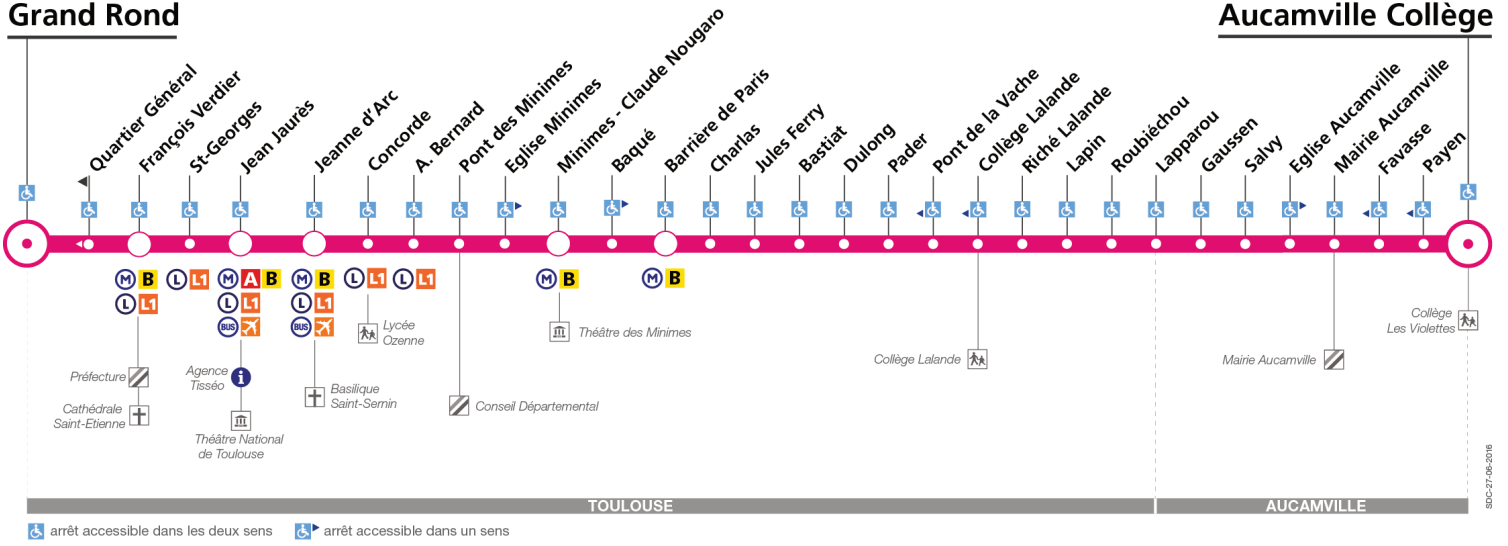 Grand Rond
Aucamville Collège
Quartier Général
François Verdier
St-Georges
Jean Jaurès
Jeanne d'Arc
Concorde
A. Bernard
Pont des Minimes
Eglise Minimes
Minimes - Claude Nougaro
Baqué
Barrière de Paris
Charlas
Jules Ferry
Bastiat
Dulong
Pader
Pont de la Vache
Collège Lalande
Riché Lalande
Lapin
Roubiéchou
Lapparou
Gaussen
Salvy
Eglise Aucamville
Mairie Aucamville
Favasse
Payen
M B
L L1
L L1
M A B
L L1
BUS
M B
L L1
BUS
L L1
L L1
M B
M B
Préfecture
Cathédrale
Saint-Etienne
Agence
Tisséo
i
Théâtre National
de Toulouse
Basilique
Saint-Sernin
Lycée
Ozenne
Conseil Départemental
Théâtre des Minimes
Collège Lalande
Mairie Aucamville
Collège
Les Violettes
TOULOUSE
AUCAMVILLE
SDC-27-06-2016
arrêt accessible dans les deux sens
arrêt accessible dans un sens